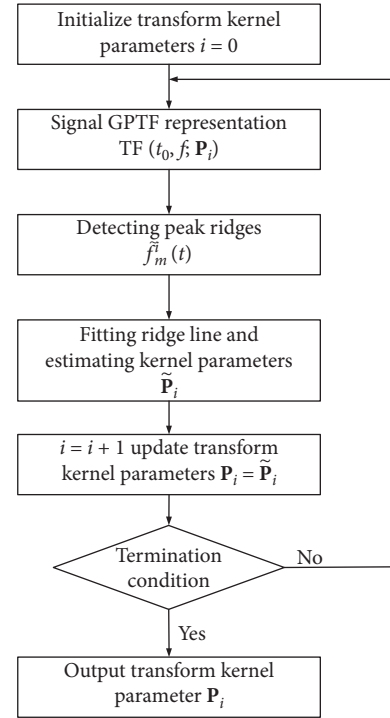 Initialize transform kernel
parameters i = 0
Signal GPTF representation
TF (t₀, f; Pᵢ)
Detecting peak ridges
f̃ⁱₘ (t)
Fitting ridge line and
estimating kernel parameters
P̃ᵢ
i = i + 1 update transform
kernel parameters Pᵢ = P̃ᵢ
Termination
condition
No
Yes
Output transform kernel
parameter Pᵢ